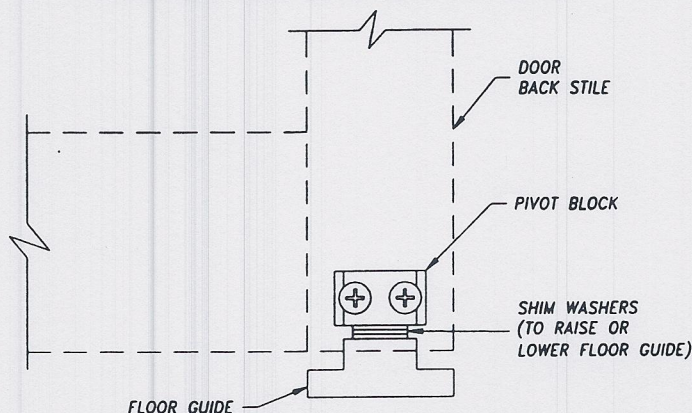 DOOR
BACK STILE
PIVOT BLOCK
SHIM WASHERS
(TO RAISE OR
LOWER FLOOR GUIDE)
FLOOR GUIDE